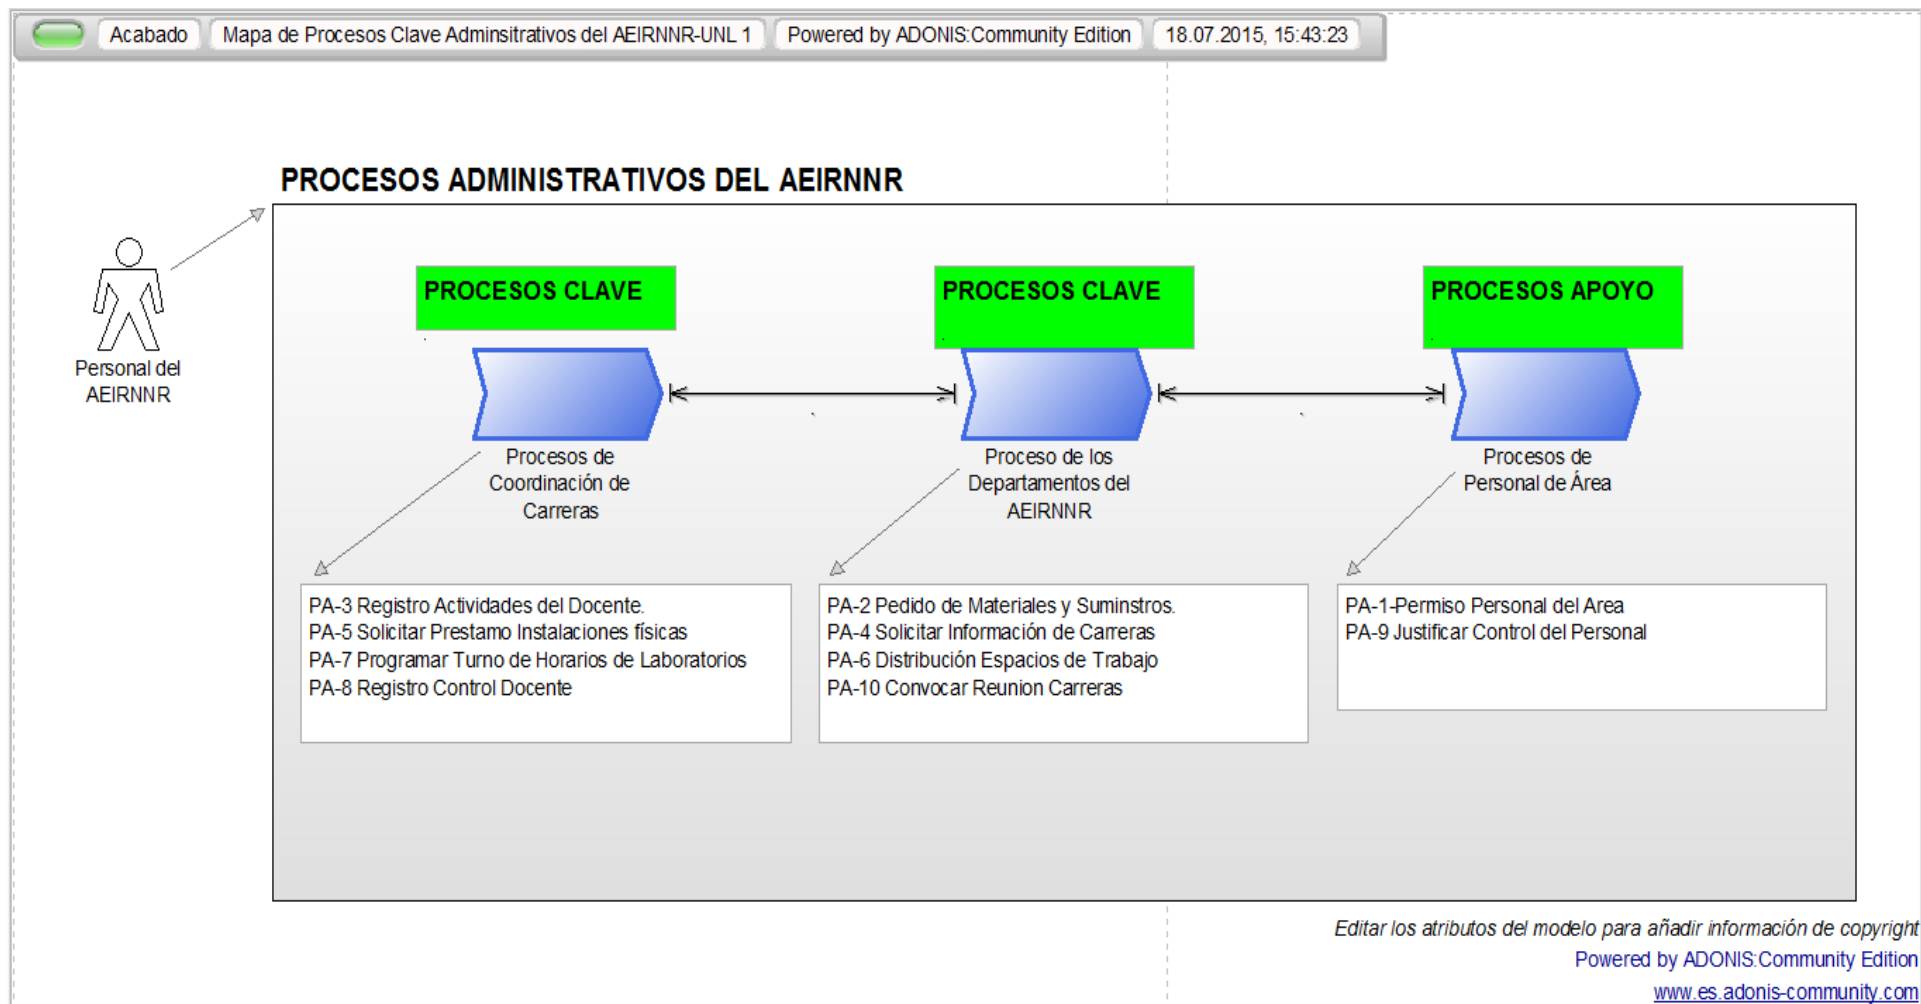 Acabado Mapa de Procesos Clave Adminsitrativos del AEIRNNR-UNL 1 Powered by ADONIS:Community Edition 18.07.2015, 15:43:23
PROCESOS ADMINISTRATIVOS DEL AEIRNNR
Personal del
AEIRNNR
PROCESOS CLAVE
Procesos de
Coordinación de
Carreras
PA-3 Registro Actividades del Docente.
PA-5 Solicitar Prestamo Instalaciones físicas
PA-7 Programar Turno de Horarios de Laboratorios
PA-8 Registro Control Docente
PROCESOS CLAVE
Proceso de los
Departamentos del
AEIRNNR
PA-2 Pedido de Materiales y Suminstros.
PA-4 Solicitar Información de Carreras
PA-6 Distribución Espacios de Trabajo
PA-10 Convocar Reunion Carreras
PROCESOS APOYO
Procesos de
Personal de Área
PA-1-Permiso Personal del Area
PA-9 Justificar Control del Personal
Editar los atributos del modelo para añadir información de copyright
Powered by ADONIS:Community Edition
www.es.adonis-community.com